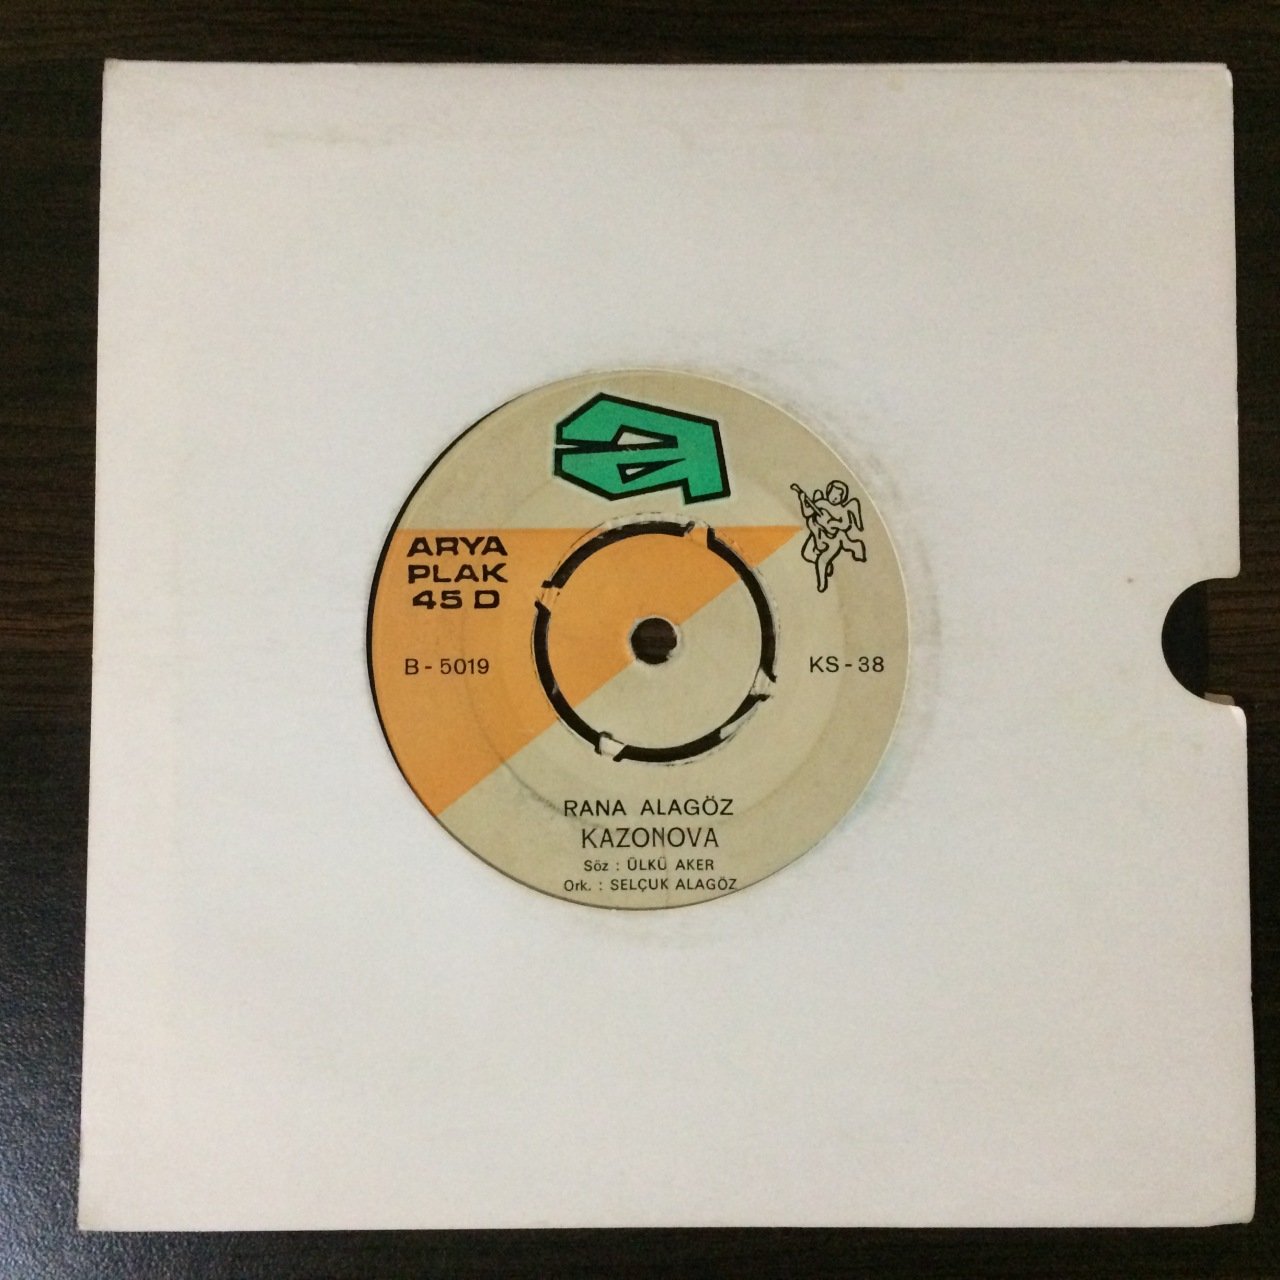 ARYA
PLAK
45 D
B - 5019
KS - 38
RANA ALAGÖZ
KAZONOVA
Söz : ÜLKÜ AKER
Ork. : SELÇUK ALAGÖZ